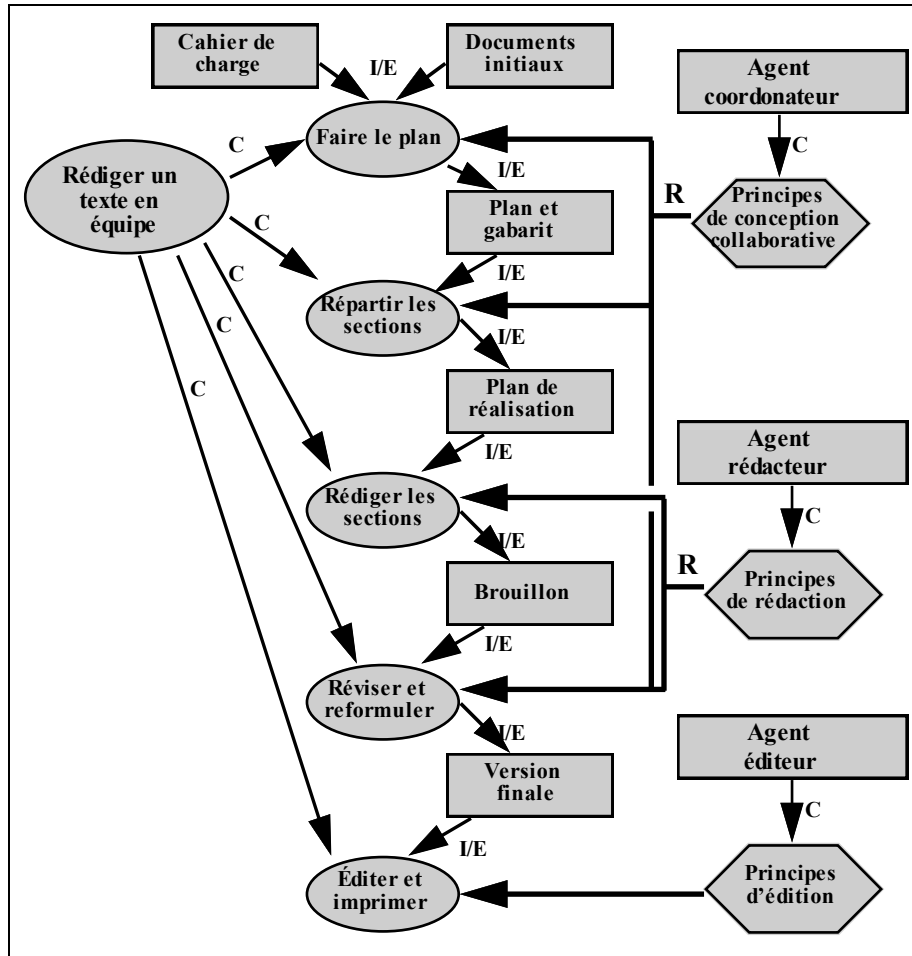 Cahier de
charge
Documents
initiaux
I/E
Agent
coordonateur
Faire le plan
C
C
Rédiger un
texte en
équipe
I/E
R
Principes
de conception
collaborative
Plan et
gabarit
C
C
I/E
Répartir les
sections
C
I/E
C
Plan de
réalisation
Agent
rédacteur
I/E
Rédiger les
sections
C
I/E
R
Principes
de rédaction
Brouillon
I/E
Réviser et
reformuler
I/E
Agent
éditeur
Version
finale
C
I/E
Éditer et
imprimer
Principes
d’édition